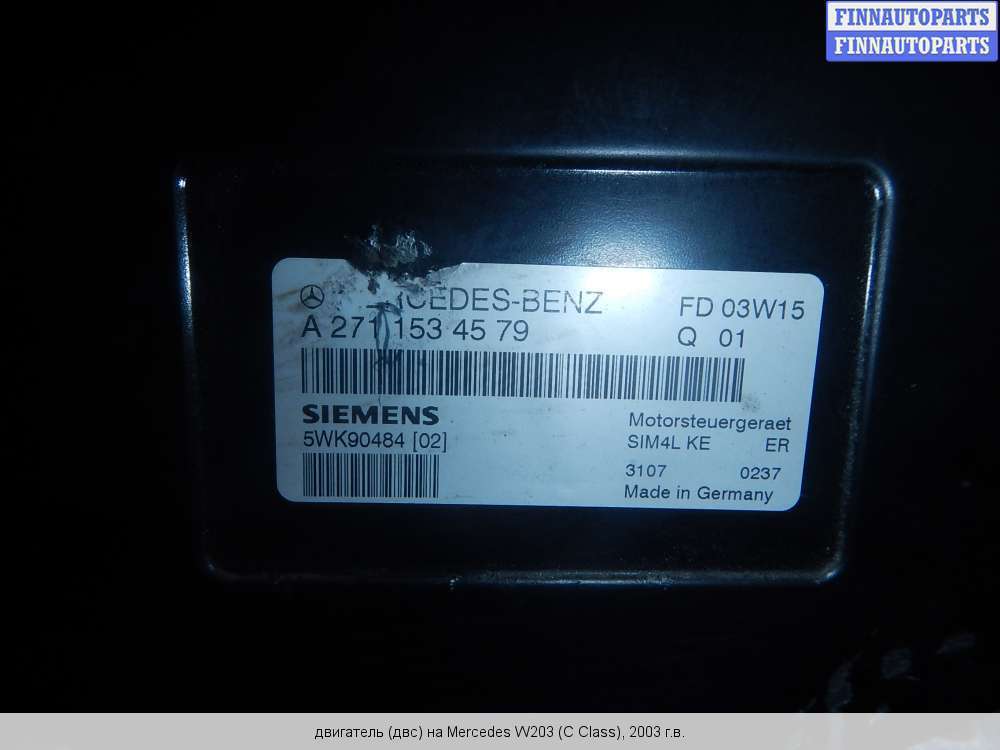 FINNAUTOPARTS
FINNAUTOPARTS
RCEDES-BENZ FD 03W15
A 271 153 45 79 Q 01
SIEMENS Motorsteuergeraet
5WK90484 [02] SIM4L KE ER
3107 0237
Made in Germany
двигатель (двс) на Mercedes W203 (C Class), 2003 г.в.